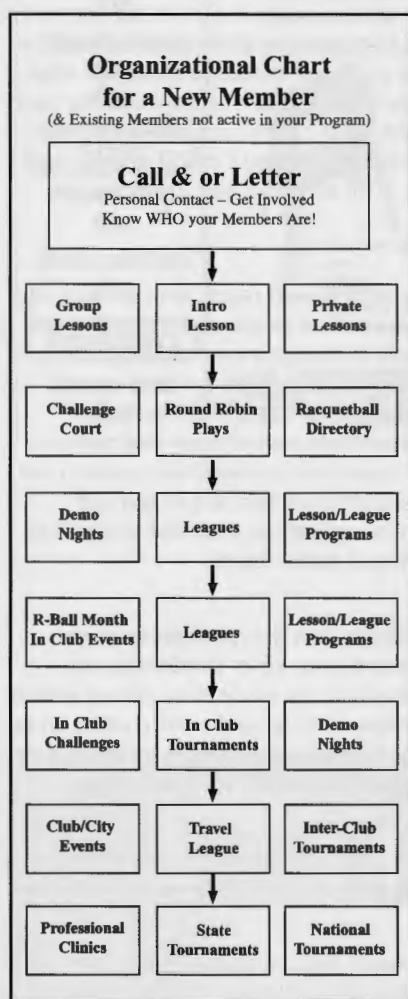 Organizational Chart
for a New Member
(& Existing Members not active in your Program)
Call & or Letter
Personal Contact – Get Involved
Know WHO your Members Are!
Group
Lessons
Intro
Lesson
Private
Lessons
Challenge
Court
Round Robin
Plays
Racquetball
Directory
Demo
Nights
Leagues
Lesson/League
Programs
R-Ball Month
In Club Events
Leagues
Lesson/League
Programs
In Club
Challenges
In Club
Tournaments
Demo
Nights
Club/City
Events
Travel
League
Inter-Club
Tournaments
Professional
Clinics
State
Tournaments
National
Tournaments